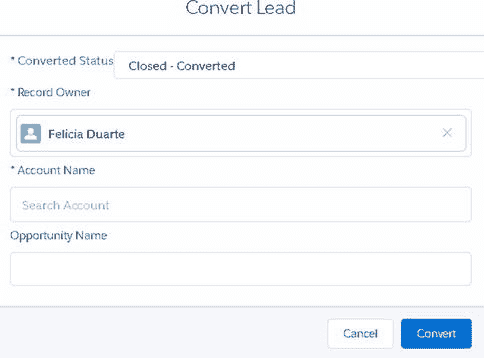 Convert Lead
* Converted Status Closed - Converted
* Record Owner
Felicia Duarte
* Account Name
Search Account
Opportunity Name
Cancel Convert